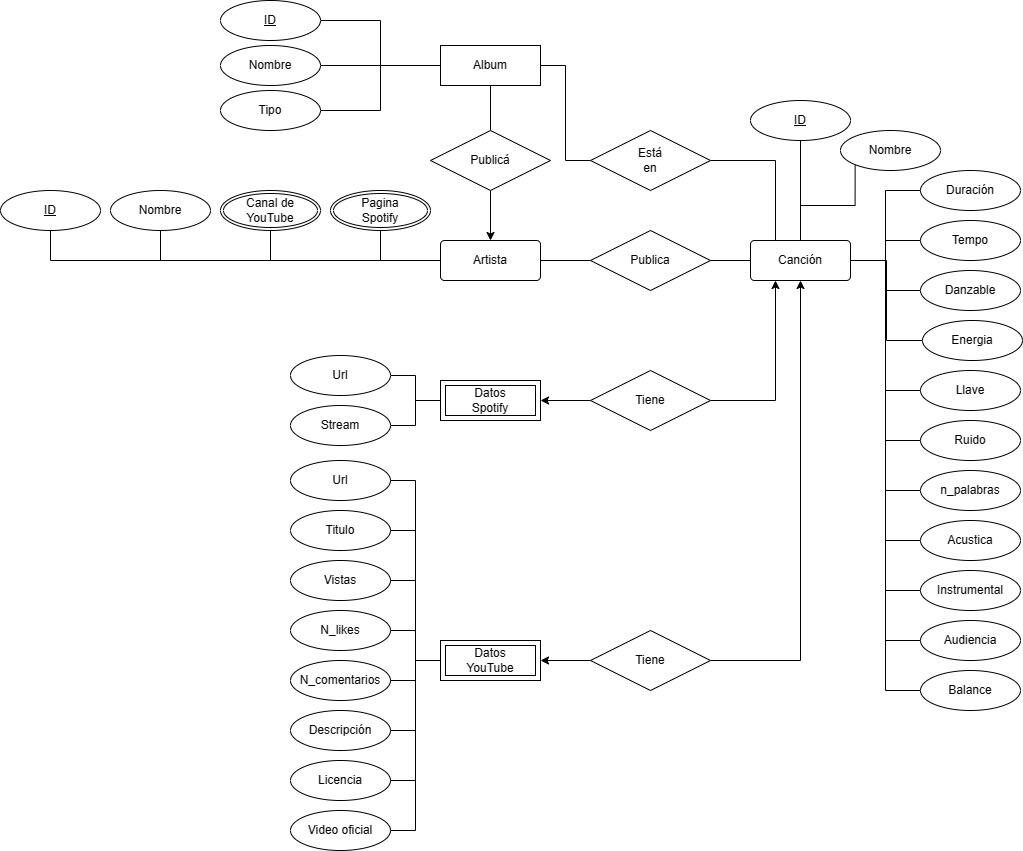 ID
Nombre
Tipo
Album
Publicá
Está
en
ID
Nombre
ID
Nombre
Canal de
YouTube
Pagina
Spotify
Artista
Publica
Canción
Duración
Tempo
Danzable
Energia
Llave
Ruido
n_palabras
Acustica
Instrumental
Audiencia
Balance
Url
Stream
Datos
Spotify
Tiene
Url
Titulo
Vistas
N_likes
N_comentarios
Descripción
Licencia
Video oficial
Datos
YouTube
Tiene